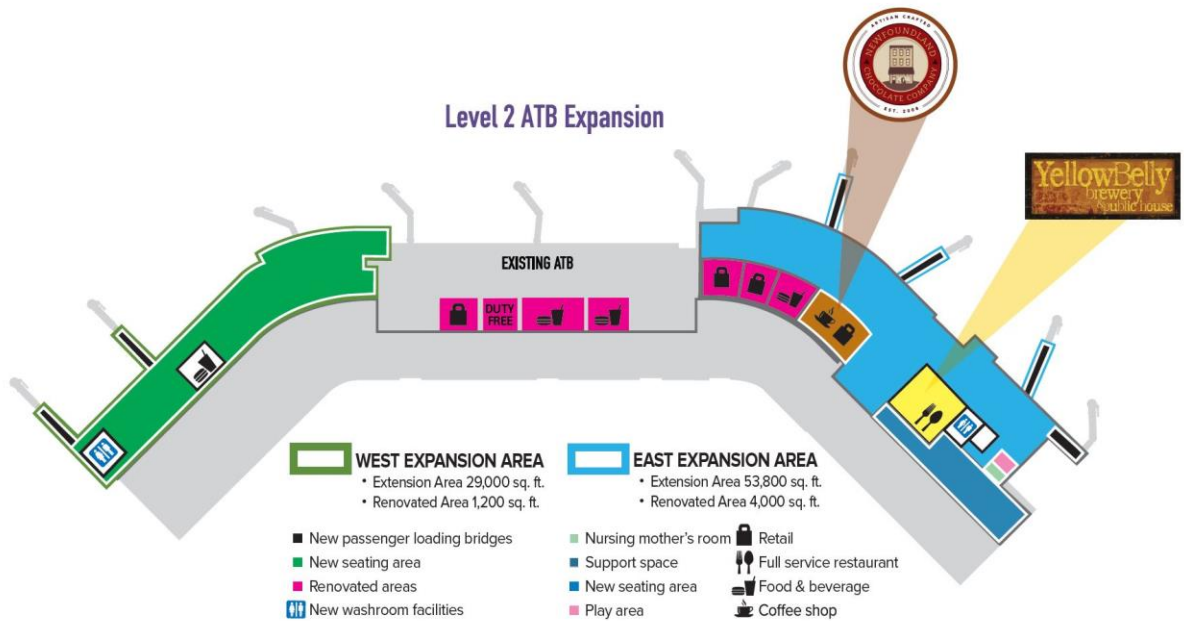 ARTISAN CRAFTED
NEWFOUNDLAND
CHOCOLATE COMPANY
EST. 2008
Level 2 ATB Expansion
YellowBelly
brewery
& public house
EXISTING ATB
DUTY
FREE
WEST EXPANSION AREA
• Extension Area 29,000 sq. ft.
• Renovated Area 1,200 sq. ft.
EAST EXPANSION AREA
• Extension Area 53,800 sq. ft.
• Renovated Area 4,000 sq. ft.
New passenger loading bridges
New seating area
Renovated areas
New washroom facilities
Nursing mother's room
Support space
New seating area
Play area
Retail
Full service restaurant
Food & beverage
Coffee shop